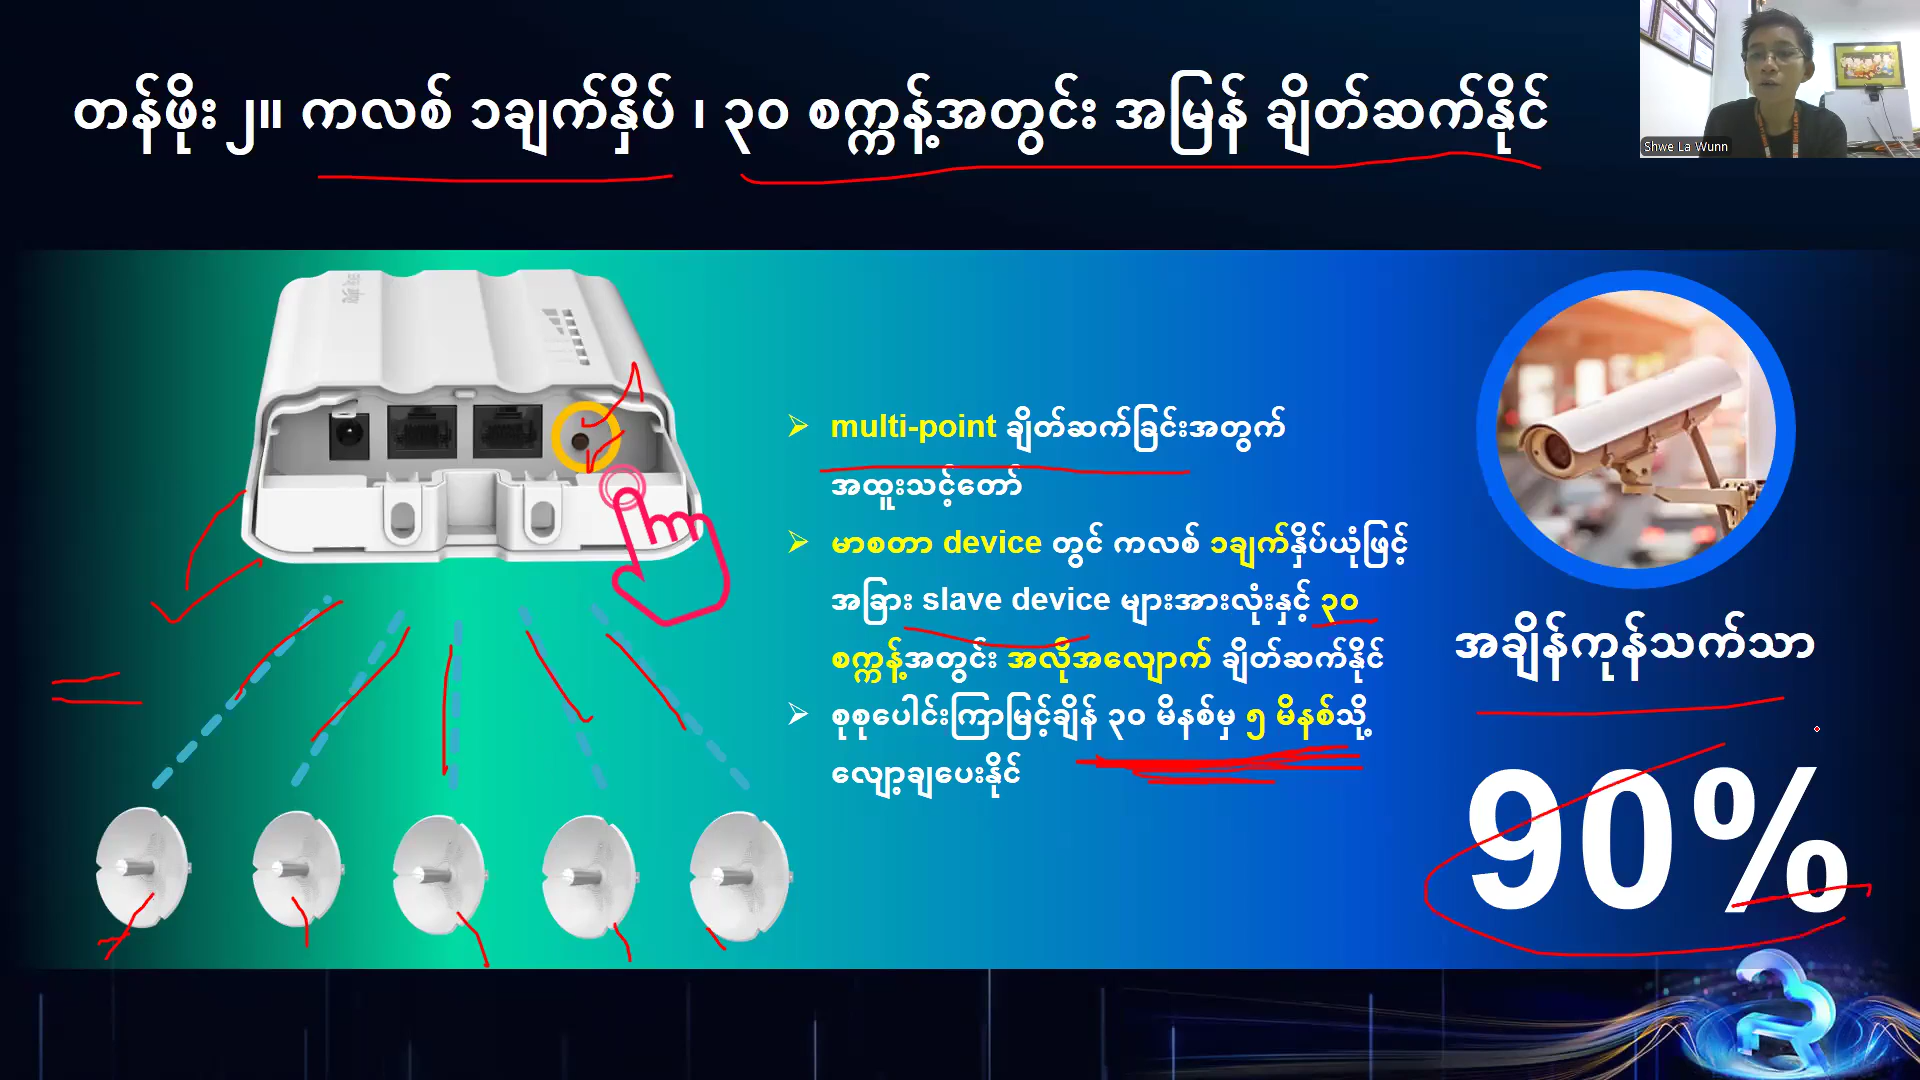 တန်ဖိုး၂။ ကလစ် ၁ချက်နှိပ် ၊ ၃၀ စက္ကန့်အတွင်း အမြန် ချိတ်ဆက်နိုင်
Shwe La Wunn
multi-point ချိတ်ဆက်ခြင်းအတွက်
အထူးသင့်တော်
မာစတာ device တွင် ကလစ် ၁ချက်နှိပ်ယုံဖြင့်
အခြား slave device များအားလုံးနှင့် ၃၀
စက္ကန့်အတွင်း အလိုအလျောက် ချိတ်ဆက်နိုင်
စုစုပေါင်းကြာမြင့်ချိန် ၃၀ မိနစ်မှ ၅ မိနစ်သို့
လျှော့ချပေးနိုင်
အချိန်ကုန်သက်သာ
90%